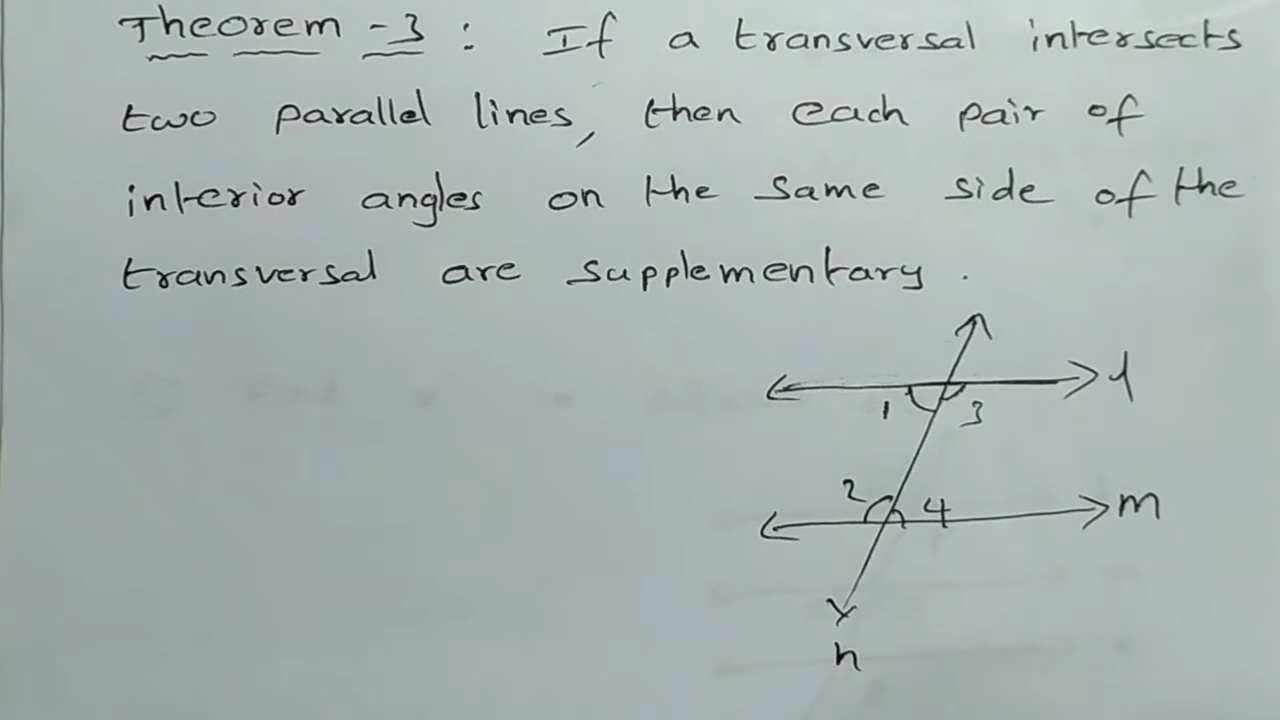 Theorem - 3 : If a transversal intersects
two parallel lines, then each pair of
interior angles on the same side of the
transversal are supplementary .
l
1 3
2 4 m
n